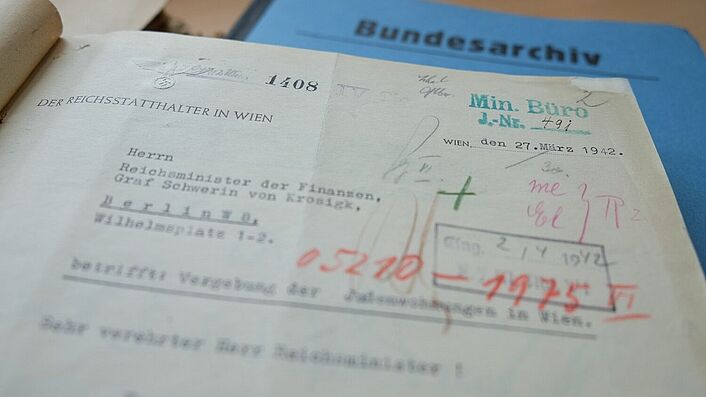 Bundesarchiv
1408
DER REICHSSTATTHALTER IN WIEN
Min. Büro
J.-Nr. 491
WIEN, den 27. März 1942.
Herrn
Reichsminister der Finanzen,
Graf Schwerin von Krosigk,
Berlin W8,
Wilhelmsplatz 1-2.
Eing. 2/4 1942
05210-1975 VI
betrifft: Vergebung der Judenwohnungen in Wien.
Sehr verehrter Herr Reichsminister !